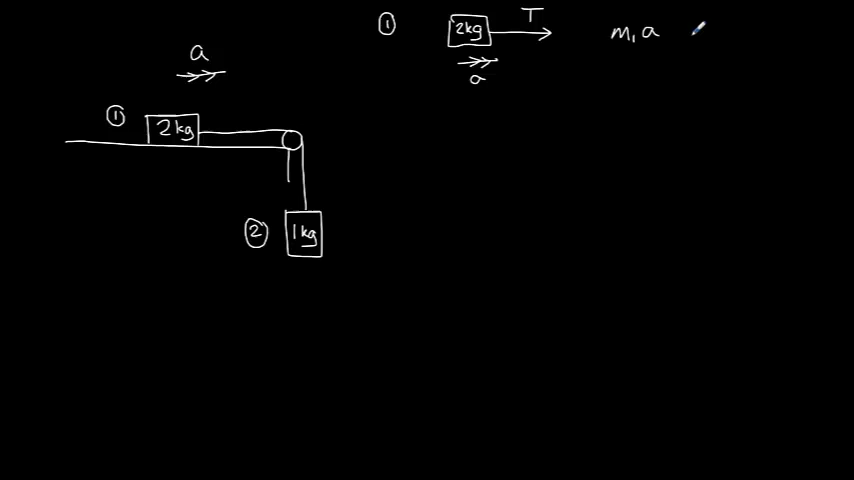 ① 2kg T m₁a
a
a
① 2kg
② 1kg